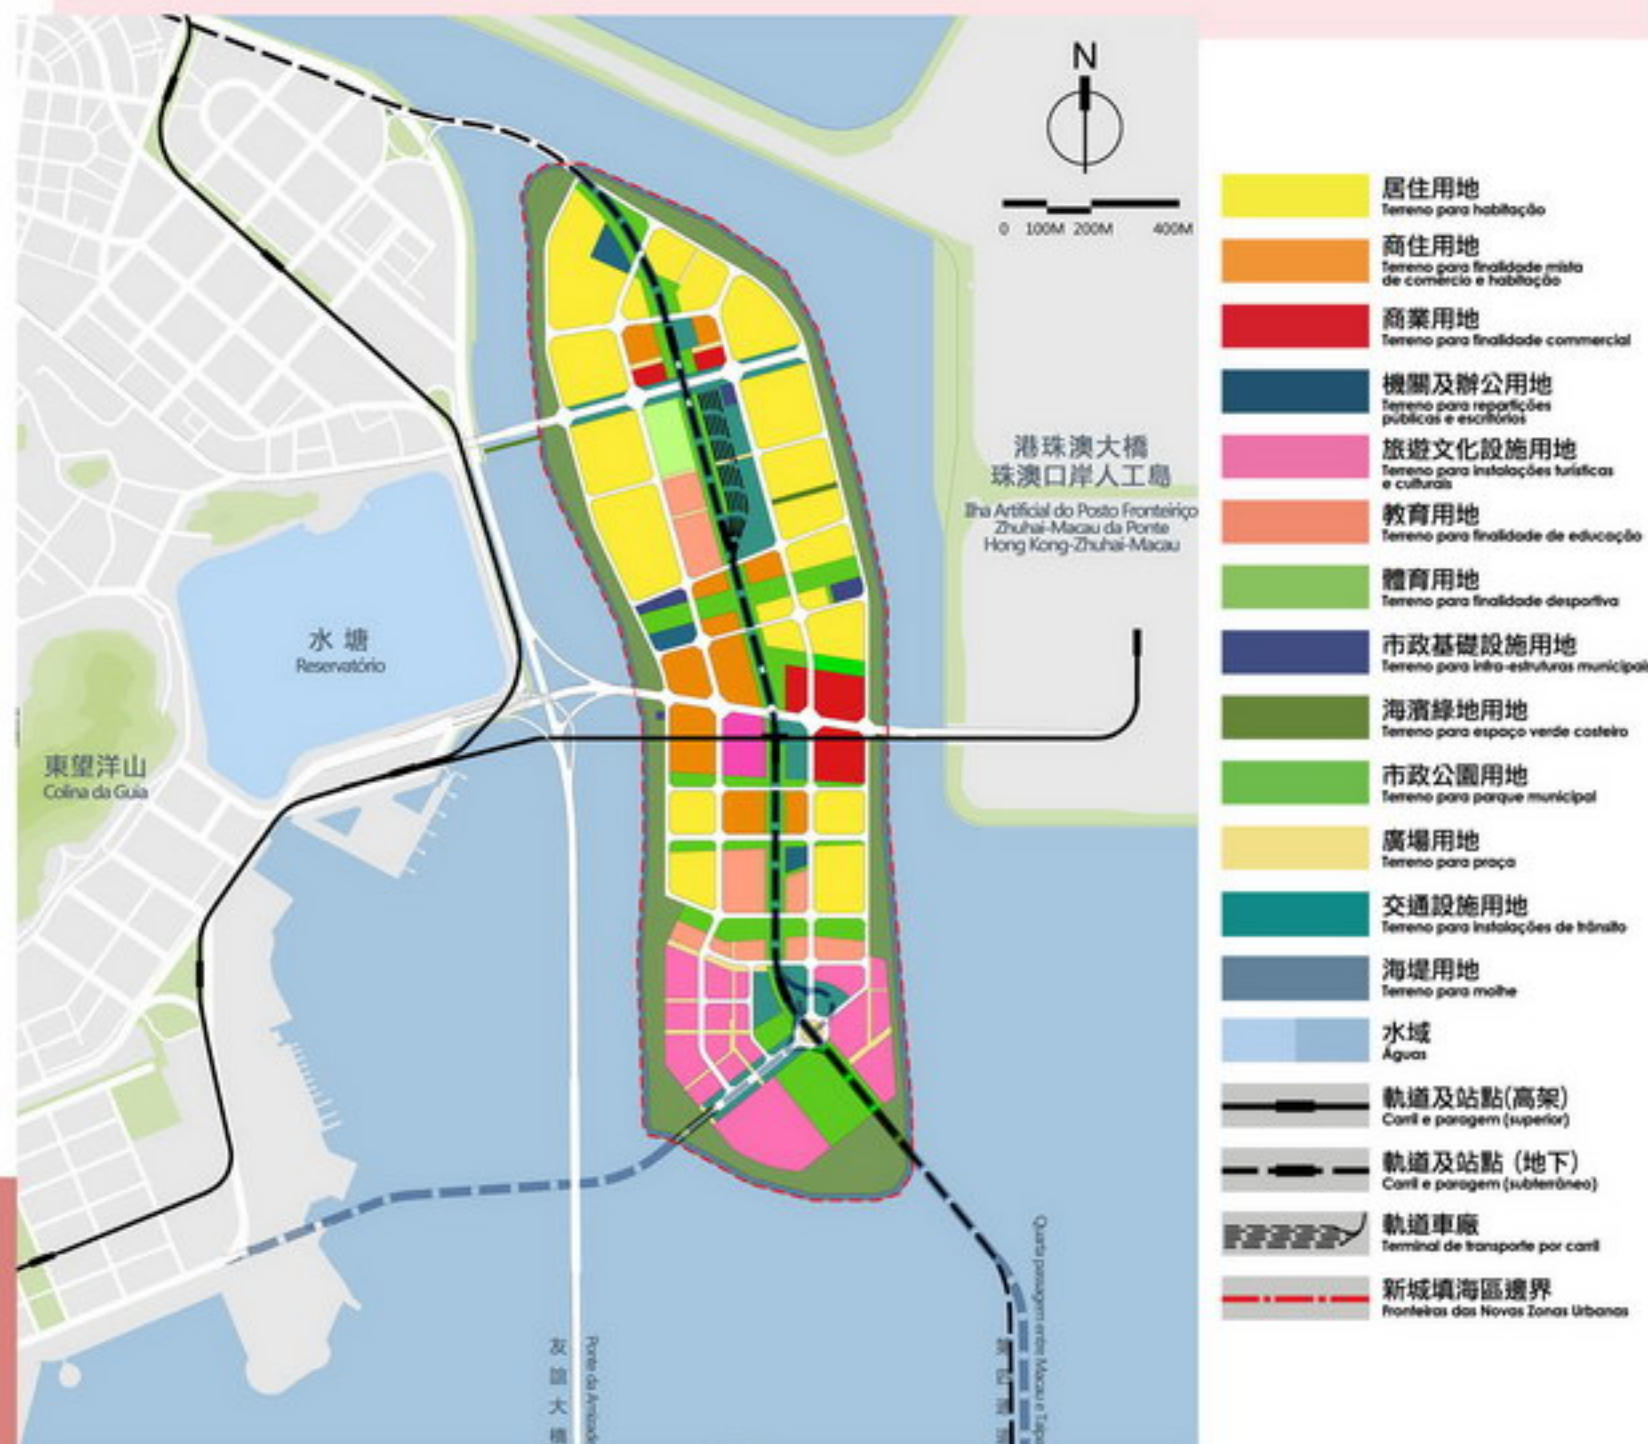 N
0 100M 200M 400M
港珠澳大橋
珠澳口岸人工島
Ilha Artificial do Posto Fronteiriço
Zhuhai-Macau da Ponte
Hong Kong-Zhuhai-Macau
水塘
Reservatório
東望洋山
Colina da Guia
友誼大橋
Ponte da Amizade
Quarta passagem entre Macau e Taipa
居住用地
Terreno para habitação
商住用地
Terreno para finalidade mista
de comércio e habitação
商業用地
Terreno para finalidade commercial
機關及辦公用地
Terreno para repartições
públicas e escritórios
旅遊文化設施用地
Terreno para instalações turísticas
e culturais
教育用地
Terreno para finalidade de educação
體育用地
Terreno para finalidade desportiva
市政基礎設施用地
Terreno para infra-estruturas municipais
海濱綠地用地
Terreno para espaço verde costeiro
市政公園用地
Terreno para parque municipal
廣場用地
Terreno para praça
交通設施用地
Terreno para instalações de trânsito
海堤用地
Terreno para molhe
水域
Águas
軌道及站點(高架)
Carril e paragem (superior)
軌道及站點 (地下)
Carril e paragem (subterrâneo)
軌道車廠
Terminal de transporte por carril
新城填海區邊界
Fronteiras das Novas Zonas Urbanas